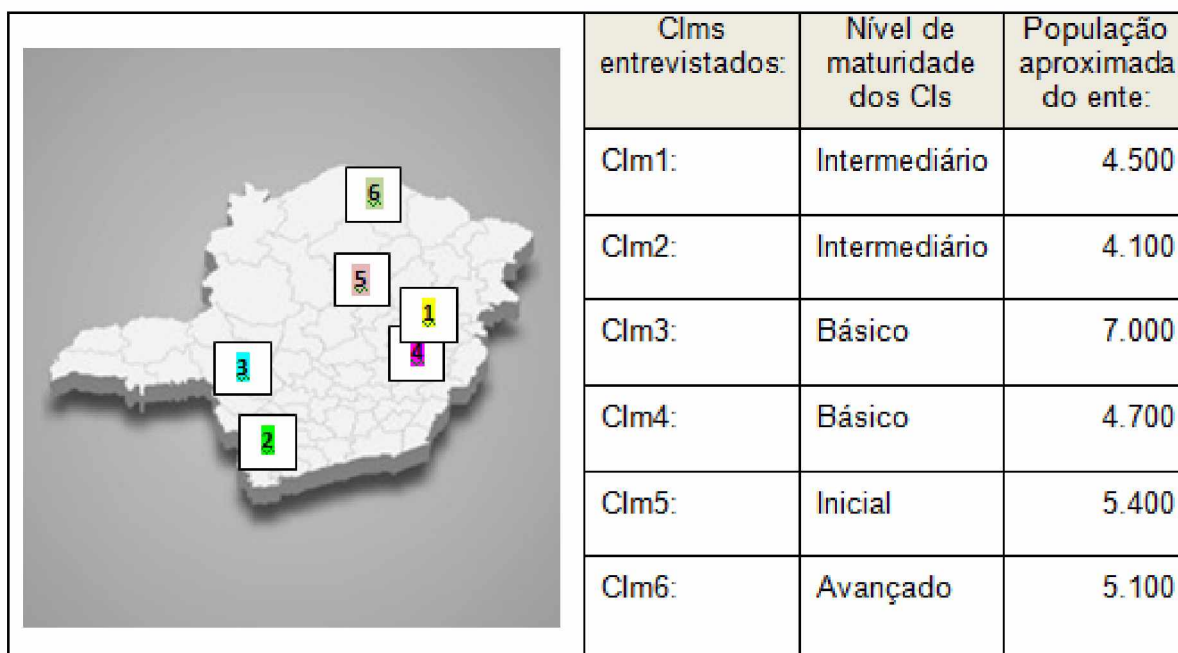 6
5
1
4
3
2
CIms entrevistados: Nível de maturidade dos CIs População aproximada do ente:
CIm1: Intermediário 4.500
CIm2: Intermediário 4.100
CIm3: Básico 7.000
CIm4: Básico 4.700
CIm5: Inicial 5.400
CIm6: Avançado 5.100